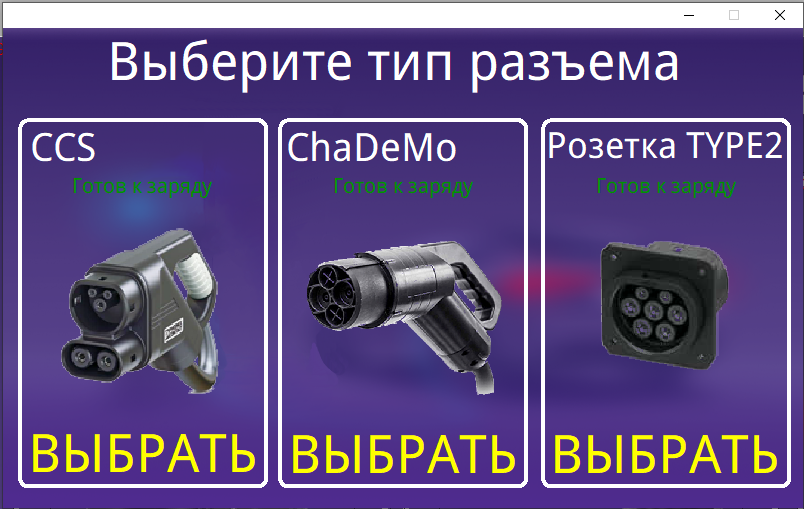 Выберите тип разъема
CCS
ChaDeMo
Розетка TYPE2
Готов к заряду
Готов к заряду
Готов к заряду
ВЫБРАТЬ
ВЫБРАТЬ
ВЫБРАТЬ